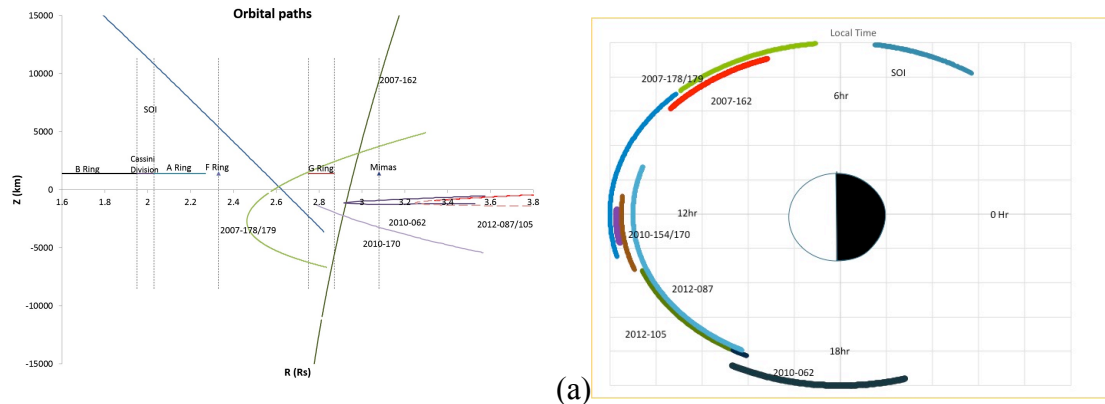 Orbital paths
15000
10000
5000
0
-5000
-10000
-15000
Z (km)
1.6
1.8
2
2.2
2.4
2.6
2.8
3
3.2
3.4
3.6
3.8
R (Rs)
SOI
B Ring
Cassini
Division
A Ring
F Ring
G Ring
Mimas
2007-162
2007-178/179
2010-062
2010-170
2012-087/105
(a)
Local Time
SOI
2007-178/179
2007-162
6hr
12hr
0 Hr
2010-154/170
2012-087
2012-105
18hr
2010-062